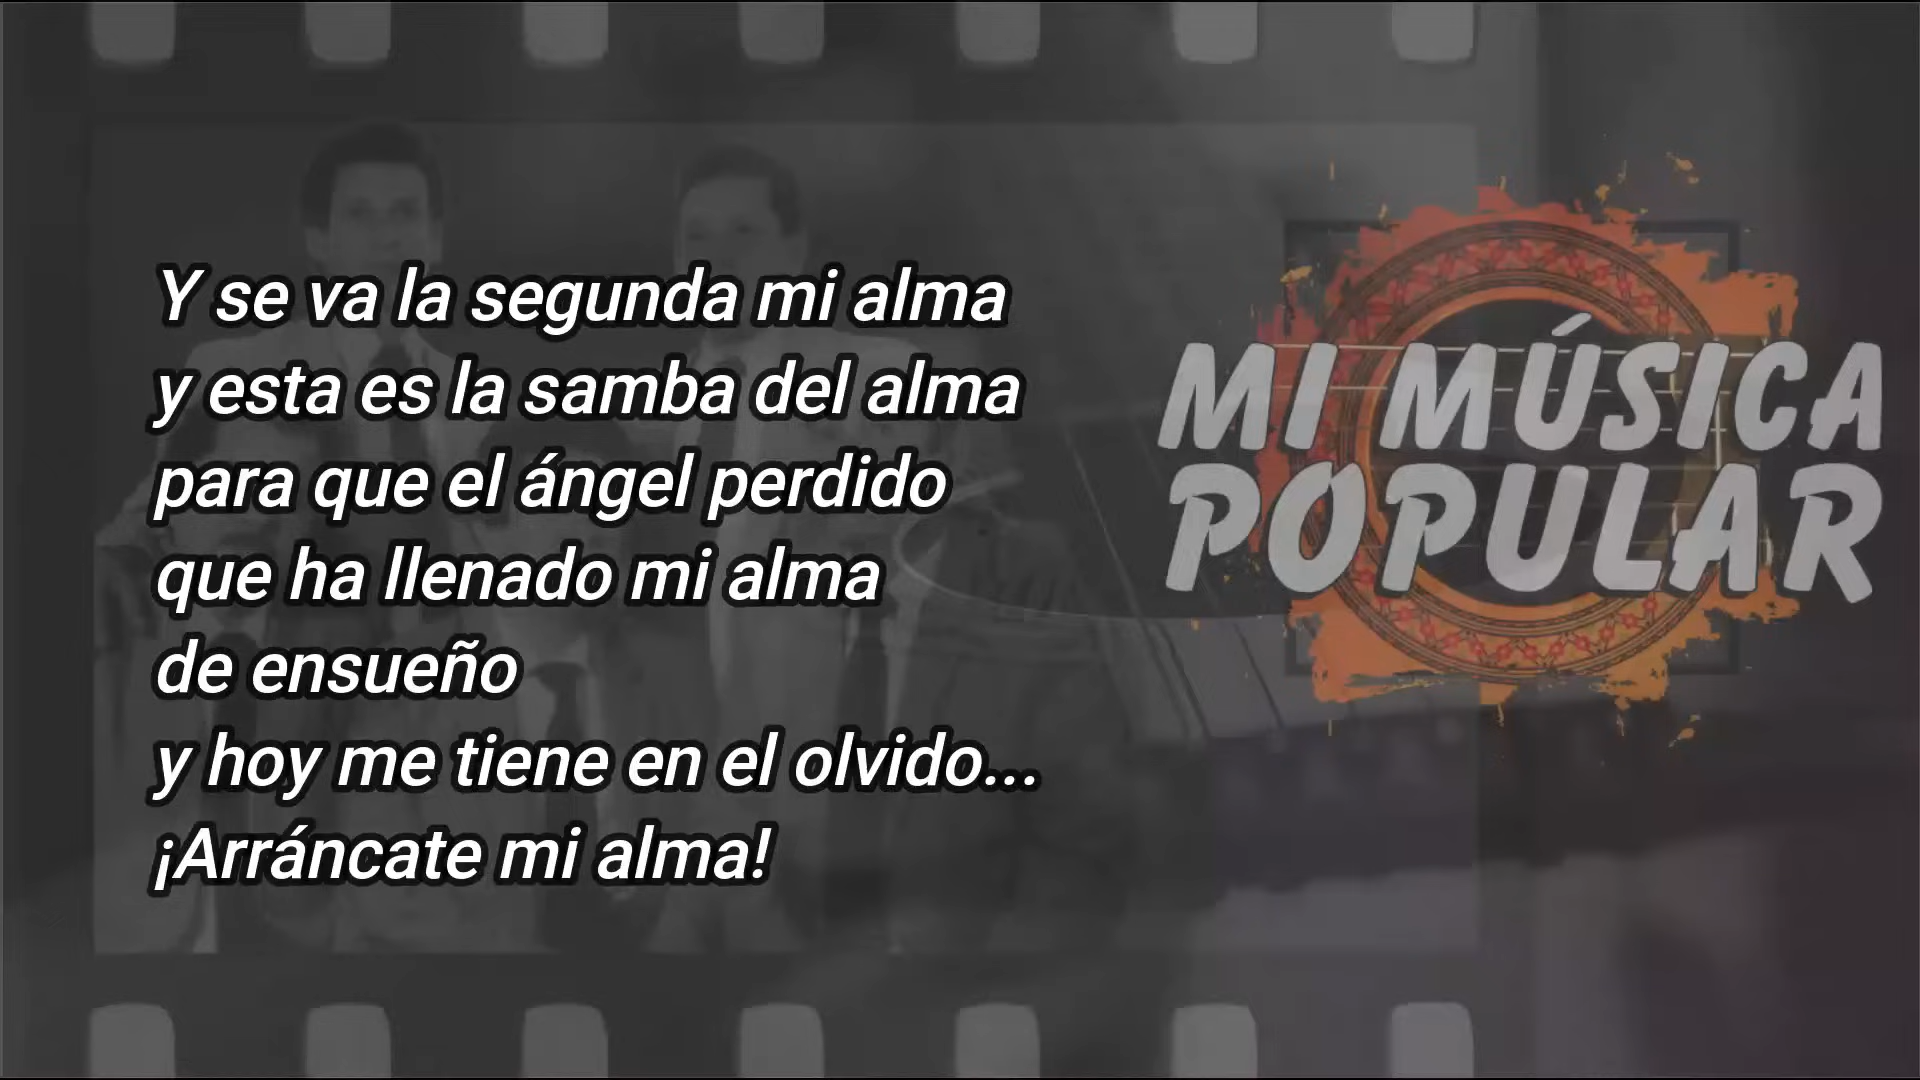 Y se va la segunda mi alma
y esta es la samba del alma
para que el ángel perdido
que ha llenado mi alma
de ensueño
y hoy me tiene en el olvido...
¡Arráncate mi alma!
MI MÚSICA
POPULAR